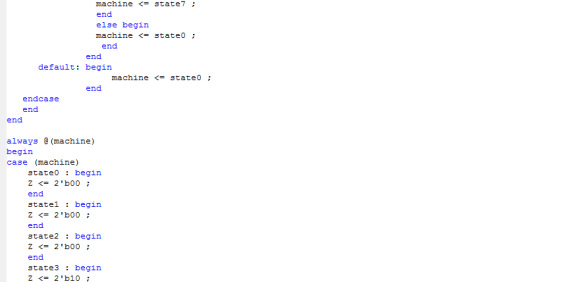 machine <= state7 ;
end
else begin
machine <= state0 ;
end
end
default: begin
machine <= state0 ;
end
endcase
end
end
always @(machine)
begin
case (machine)
state0 : begin
Z <= 2'b00 ;
end
state1 : begin
Z <= 2'b00 ;
end
state2 : begin
Z <= 2'b00 ;
end
state3 : begin
Z <= 2'b10 ;